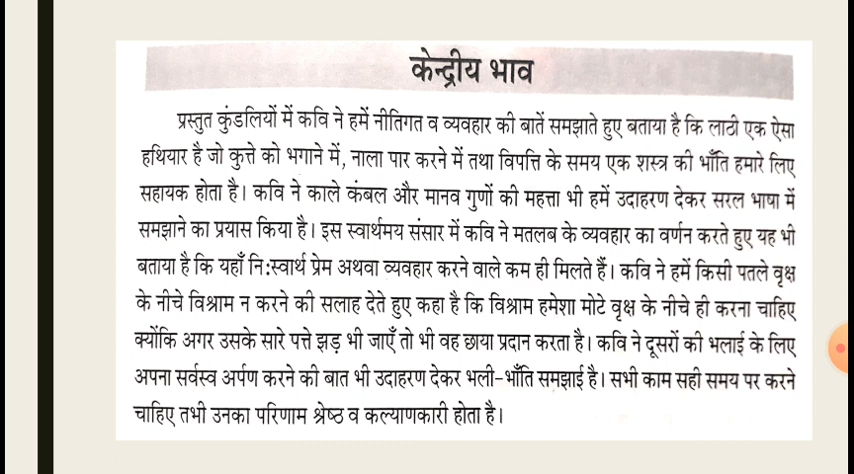 केन्द्रीय भाव
प्रस्तुत कुंडलियों में कवि ने हमें नीतिगत व व्यवहार की बातें समझाते हुए बताया है कि लाठी एक ऐसा
हथियार है जो कुत्ते को भगाने में, नाला पार करने में तथा विपत्ति के समय एक शस्त्र की भाँति हमारे लिए
सहायक होता है। कवि ने काले कंबल और मानव गुणों की महत्ता भी हमें उदाहरण देकर सरल भाषा में
समझाने का प्रयास किया है। इस स्वार्थमय संसार में कवि ने मतलब के व्यवहार का वर्णन करते हुए यह भी
बताया है कि यहाँ नि:स्वार्थ प्रेम अथवा व्यवहार करने वाले कम ही मिलते हैं। कवि ने हमें किसी पतले वृक्ष
के नीचे विश्राम न करने की सलाह देते हुए कहा है कि विश्राम हमेशा मोटे वृक्ष के नीचे ही करना चाहिए
क्योंकि अगर उसके सारे पत्ते झड़ भी जाएँ तो भी वह छाया प्रदान करता है। कवि ने दूसरों की भलाई के लिए
अपना सर्वस्व अर्पण करने की बात भी उदाहरण देकर भली-भाँति समझाई है। सभी काम सही समय पर करने
चाहिए तभी उनका परिणाम श्रेष्ठ व कल्याणकारी होता है।